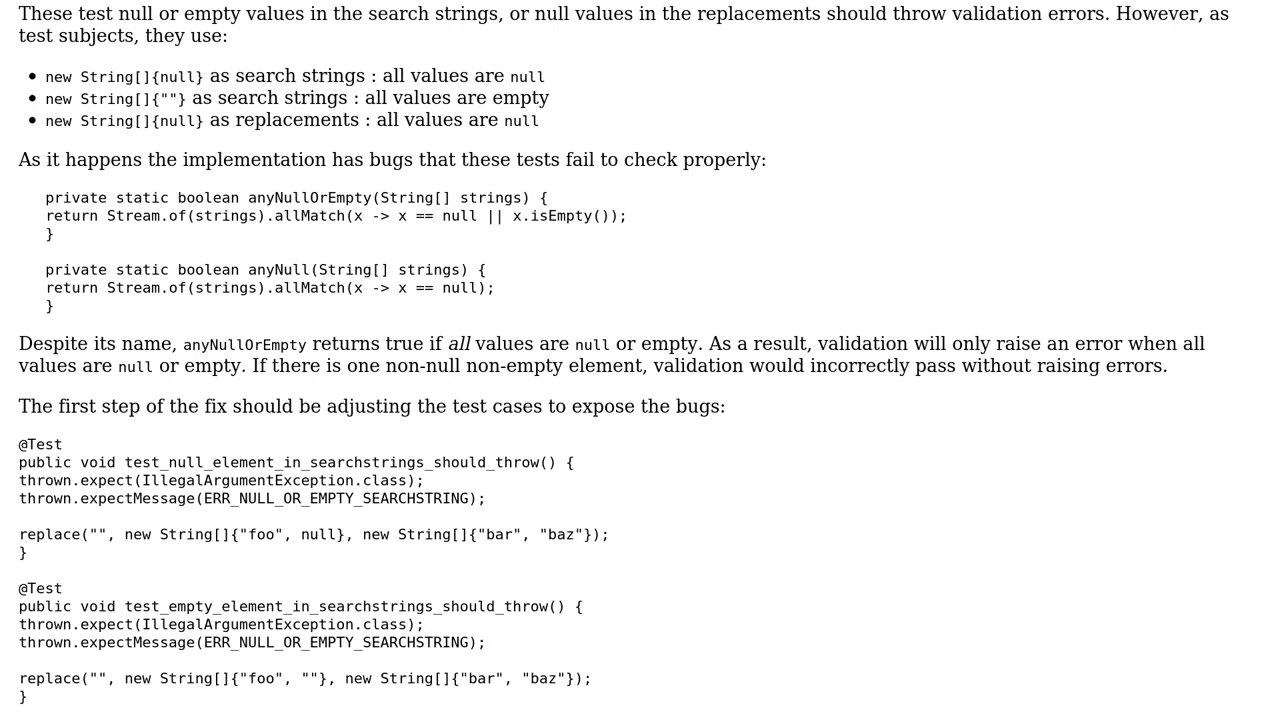 These test null or empty values in the search strings, or null values in the replacements should throw validation errors. However, as
test subjects, they use:
• new String[]{null} as search strings : all values are null
• new String[]{""} as search strings : all values are empty
• new String[]{null} as replacements : all values are null
As it happens the implementation has bugs that these tests fail to check properly:
private static boolean anyNullOrEmpty(String[] strings) {
return Stream.of(strings).allMatch(x -> x == null || x.isEmpty());
}
private static boolean anyNull(String[] strings) {
return Stream.of(strings).allMatch(x -> x == null);
}
Despite its name, anyNullOrEmpty returns true if all values are null or empty. As a result, validation will only raise an error when all
values are null or empty. If there is one non-null non-empty element, validation would incorrectly pass without raising errors.
The first step of the fix should be adjusting the test cases to expose the bugs:
@Test
public void test_null_element_in_searchstrings_should_throw() {
thrown.expect(IllegalArgumentException.class);
thrown.expectMessage(ERR_NULL_OR_EMPTY_SEARCHSTRING);
replace("", new String[]{"foo", null}, new String[]{"bar", "baz"});
}
@Test
public void test_empty_element_in_searchstrings_should_throw() {
thrown.expect(IllegalArgumentException.class);
thrown.expectMessage(ERR_NULL_OR_EMPTY_SEARCHSTRING);
replace("", new String[]{"foo", ""}, new String[]{"bar", "baz"});
}